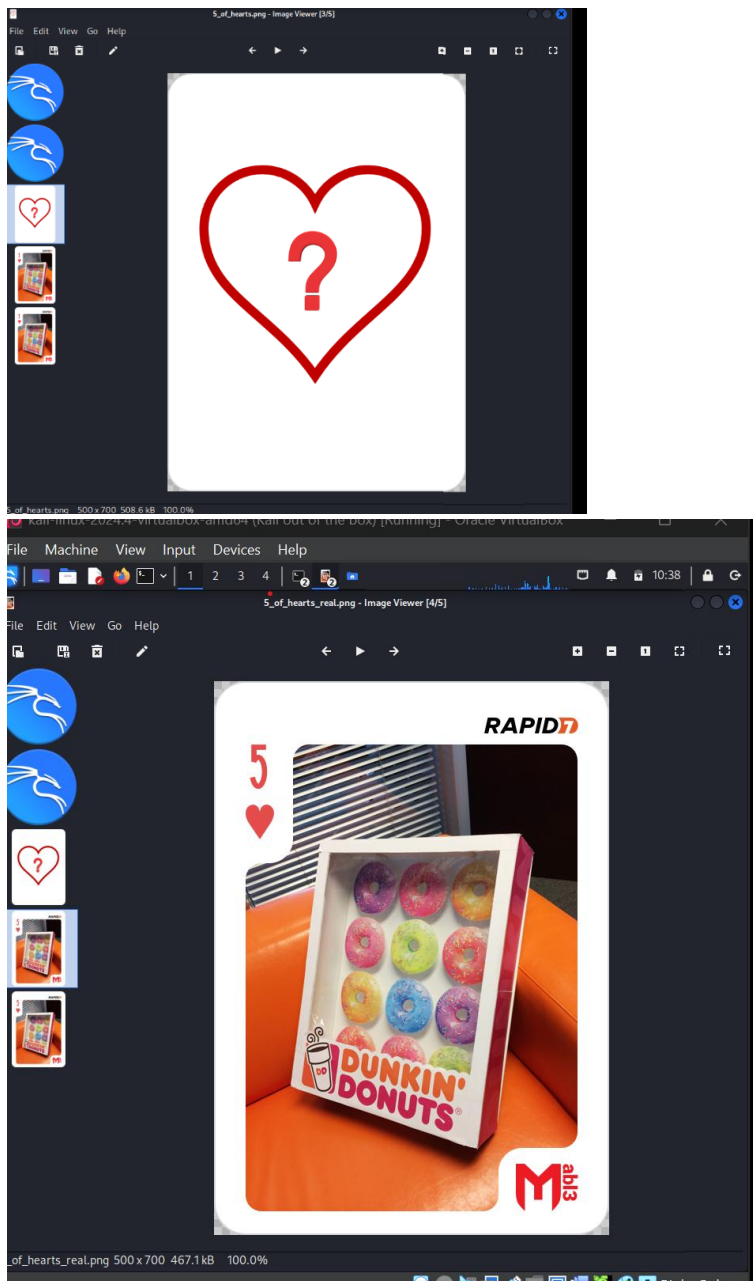 5_of_hearts.png - Image Viewer [3/5]
File Edit View Go Help
?
?
5_of_hearts.png 500 x 700 508.6 kB 100.0%
kali-linux-2024.4-virtualbox-amd64 (Kali out of the box) [Running] - Oracle VirtualBox
File Machine View Input Devices Help
1 2 3 4 2 2 10:38
5_of_hearts_real.png - Image Viewer [4/5]
File Edit View Go Help
RAPID7
5
?
DUNKIN'
DONUTS
Mabl3
_of_hearts_real.png 500 x 700 467.1 kB 100.0%